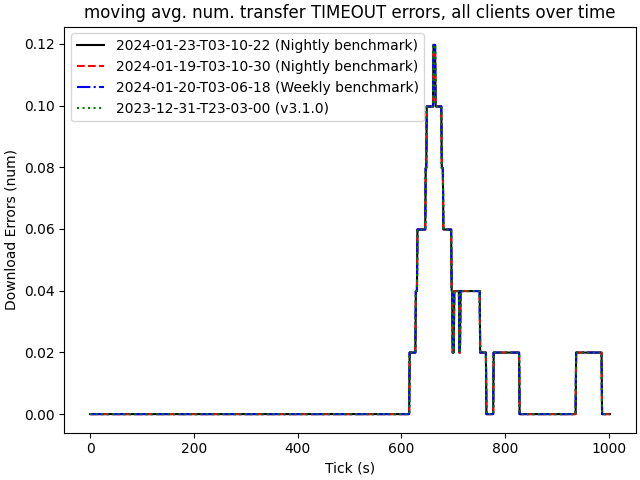 moving avg. num. transfer TIMEOUT errors, all clients over time
2024-01-23-T03-10-22 (Nightly benchmark)
2024-01-19-T03-10-30 (Nightly benchmark)
2024-01-20-T03-06-18 (Weekly benchmark)
2023-12-31-T23-03-00 (v3.1.0)
Download Errors (num)
0.12
0.10
0.08
0.06
0.04
0.02
0.00
0
200
400
600
800
1000
Tick (s)